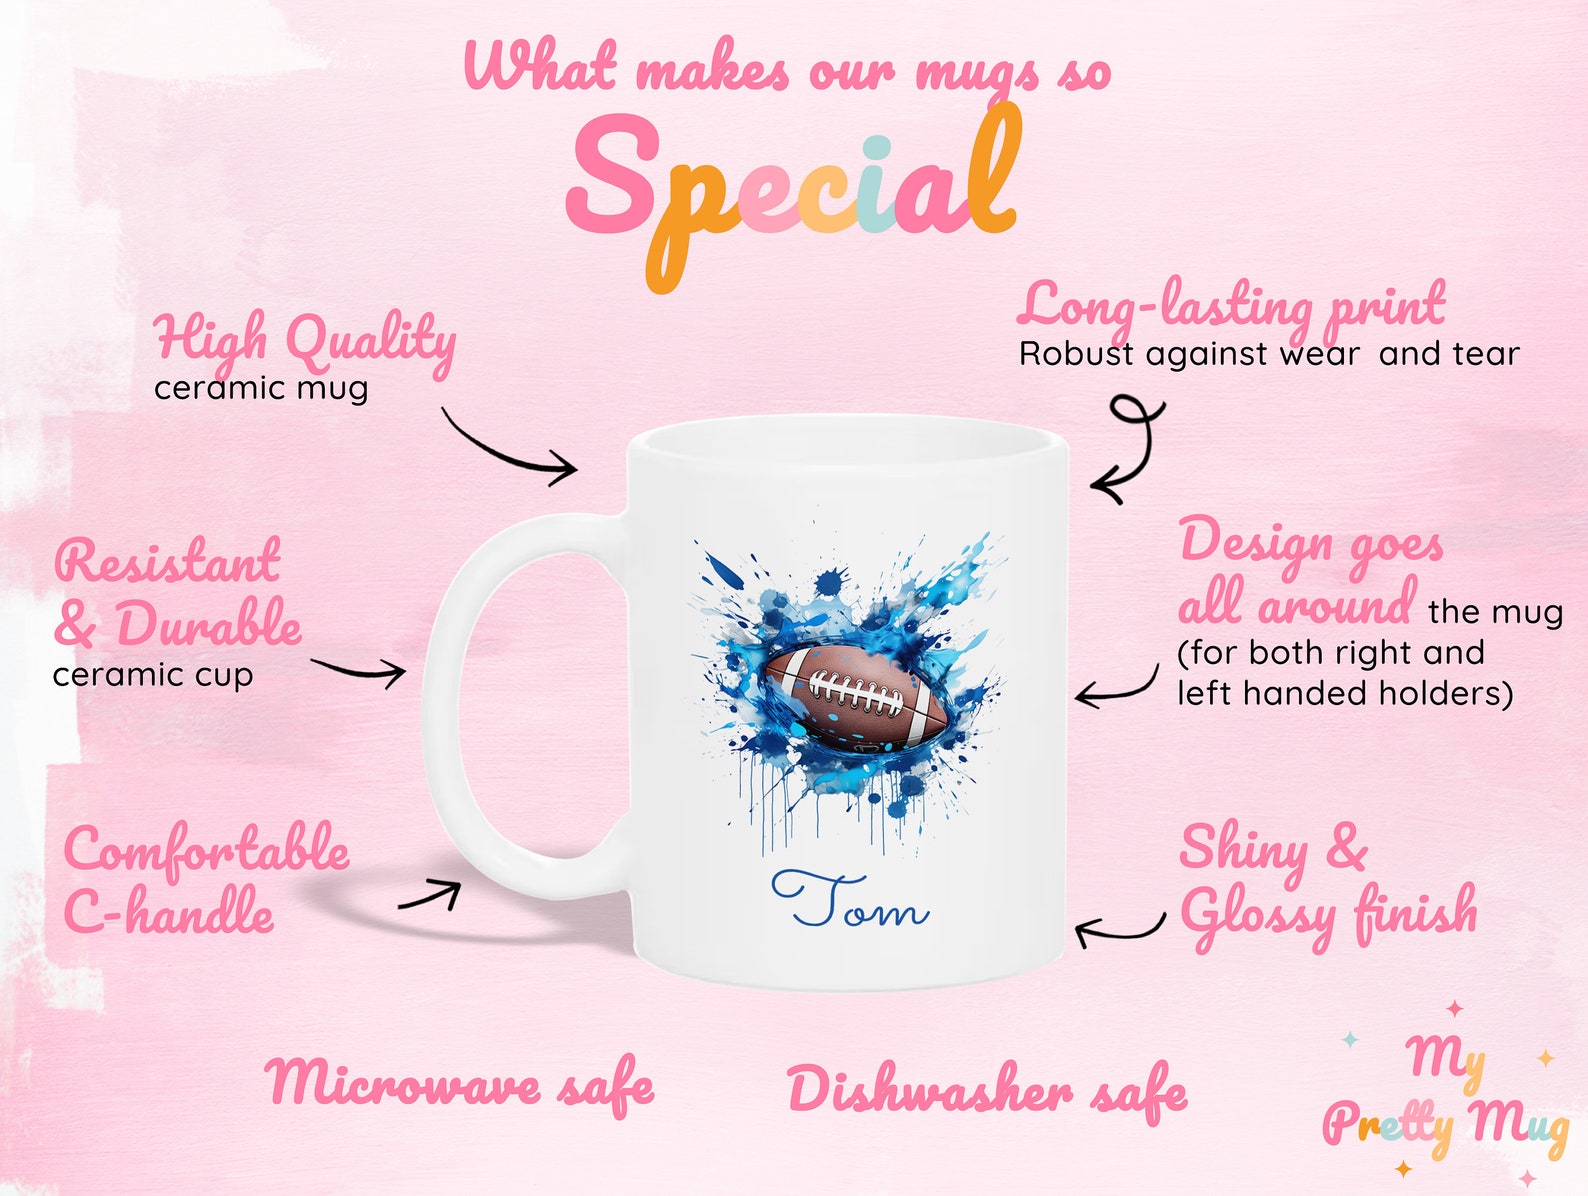 What makes our mugs so
Special
High Quality
ceramic mug
Long-lasting print
Robust against wear and tear
Resistant
& Durable
ceramic cup
Design goes
all around the mug
(for both right and
left handed holders)
Comfortable
C-handle
Shiny &
Glossy finish
Tom
Microwave safe
Dishwasher safe
My
Pretty Mug